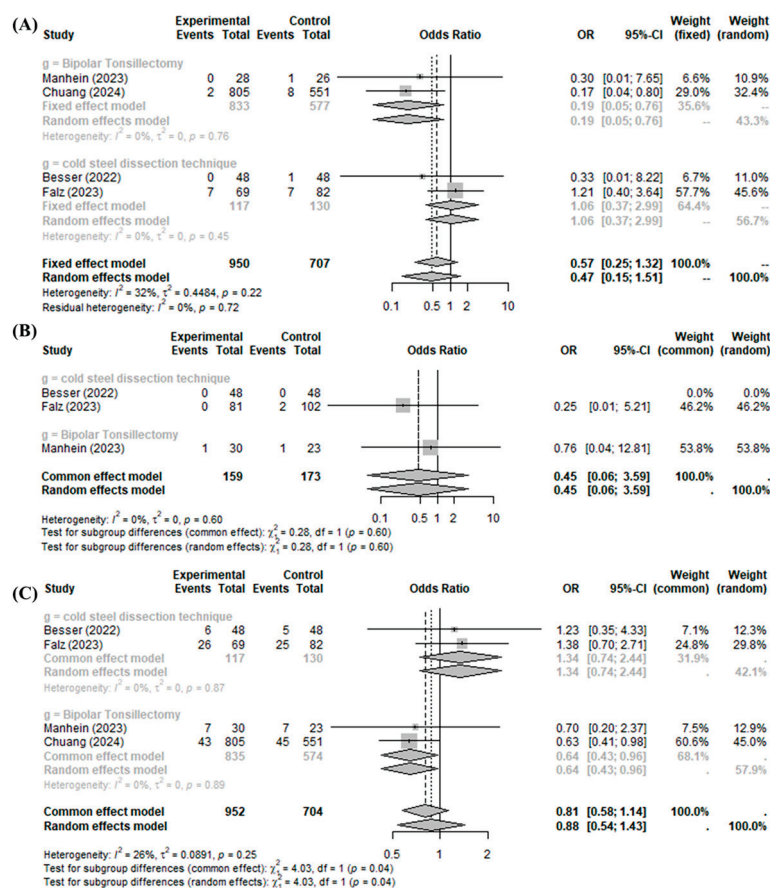 (A)
Experimental Control Weight Weight
Study Events Total Events Total Odds Ratio OR 95%-CI (fixed) (random)
g = Bipolar Tonsillectomy
Manhein (2023) 0 28 1 26 0.30 [0.01; 7.65] 6.6% 10.9%
Chuang (2024) 2 805 8 551 0.17 [0.04; 0.80] 29.0% 32.4%
Fixed effect model 833 577 0.19 [0.05; 0.76] 35.6% --
Random effects model 0.19 [0.05; 0.76] -- 43.3%
Heterogeneity: I² = 0%, τ² = 0, p = 0.76
g = cold steel dissection technique
Besser (2022) 0 48 1 48 0.33 [0.01; 8.22] 6.7% 11.0%
Falz (2023) 7 69 7 82 1.21 [0.40; 3.64] 57.7% 45.6%
Fixed effect model 117 130 1.06 [0.37; 2.99] 64.4% --
Random effects model 1.06 [0.37; 2.99] -- 56.7%
Heterogeneity: I² = 0%, τ² = 0, p = 0.45
Fixed effect model 950 707 0.57 [0.25; 1.32] 100.0% --
Random effects model 0.47 [0.15; 1.51] -- 100.0%
Heterogeneity: I² = 32%, τ² = 0.4484, p = 0.22
Residual heterogeneity: I² = 0%, p = 0.72
0.1 0.5 1 2 10
(B)
Experimental Control Weight Weight
Study Events Total Events Total Odds Ratio OR 95%-CI (common) (random)
g = cold steel dissection technique
Besser (2022) 0 48 0 48 0.0% 0.0%
Falz (2023) 0 81 2 102 0.25 [0.01; 5.21] 46.2% 46.2%
g = Bipolar Tonsillectomy
Manhein (2023) 1 30 1 23 0.76 [0.04; 12.81] 53.8% 53.8%
Common effect model 159 173 0.45 [0.06; 3.59] 100.0% .
Random effects model 0.45 [0.06; 3.59] . 100.0%
Heterogeneity: I² = 0%, τ² = 0, p = 0.60
0.1 0.5 1 2 10
Test for subgroup differences (common effect): χ₁² = 0.28, df = 1 (p = 0.60)
Test for subgroup differences (random effects): χ₁² = 0.28, df = 1 (p = 0.60)
(C)
Experimental Control Weight Weight
Study Events Total Events Total Odds Ratio OR 95%-CI (common) (random)
g = cold steel dissection technique
Besser (2022) 6 48 5 48 1.23 [0.35; 4.33] 7.1% 12.3%
Falz (2023) 26 69 25 82 1.38 [0.70; 2.71] 24.8% 29.8%
Common effect model 117 130 1.34 [0.74; 2.44] 31.9% .
Random effects model 1.34 [0.74; 2.44] . 42.1%
Heterogeneity: I² = 0%, τ² = 0, p = 0.87
g = Bipolar Tonsillectomy
Manhein (2023) 7 30 7 23 0.70 [0.20; 2.37] 7.5% 12.9%
Chuang (2024) 43 805 45 551 0.63 [0.41; 0.98] 60.6% 45.0%
Common effect model 835 574 0.64 [0.43; 0.96] 68.1% .
Random effects model 0.64 [0.43; 0.96] . 57.9%
Heterogeneity: I² = 0%, τ² = 0, p = 0.89
Common effect model 952 704 0.81 [0.58; 1.14] 100.0% .
Random effects model 0.88 [0.54; 1.43] . 100.0%
Heterogeneity: I² = 26%, τ² = 0.0891, p = 0.25
0.5 1 2
Test for subgroup differences (common effect): χ₁² = 4.03, df = 1 (p = 0.04)
Test for subgroup differences (random effects): χ₁² = 4.03, df = 1 (p = 0.04)